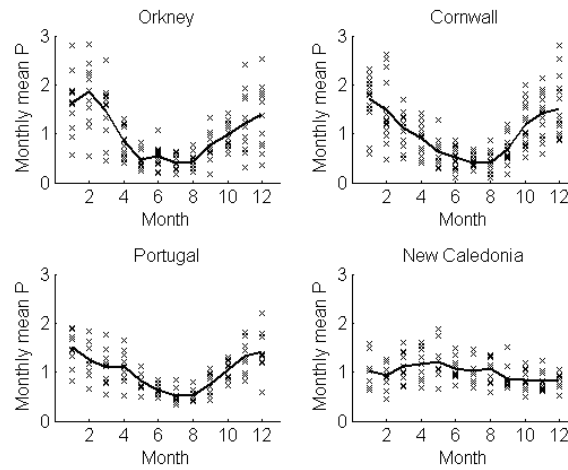 Orkney
Monthly mean P
3
2
1
0
2 4 6 8 10 12
Month
Cornwall
Monthly mean P
3
2
1
0
2 4 6 8 10 12
Month
Portugal
Monthly mean P
3
2
1
0
2 4 6 8 10 12
Month
New Caledonia
Monthly mean P
3
2
1
0
2 4 6 8 10 12
Month